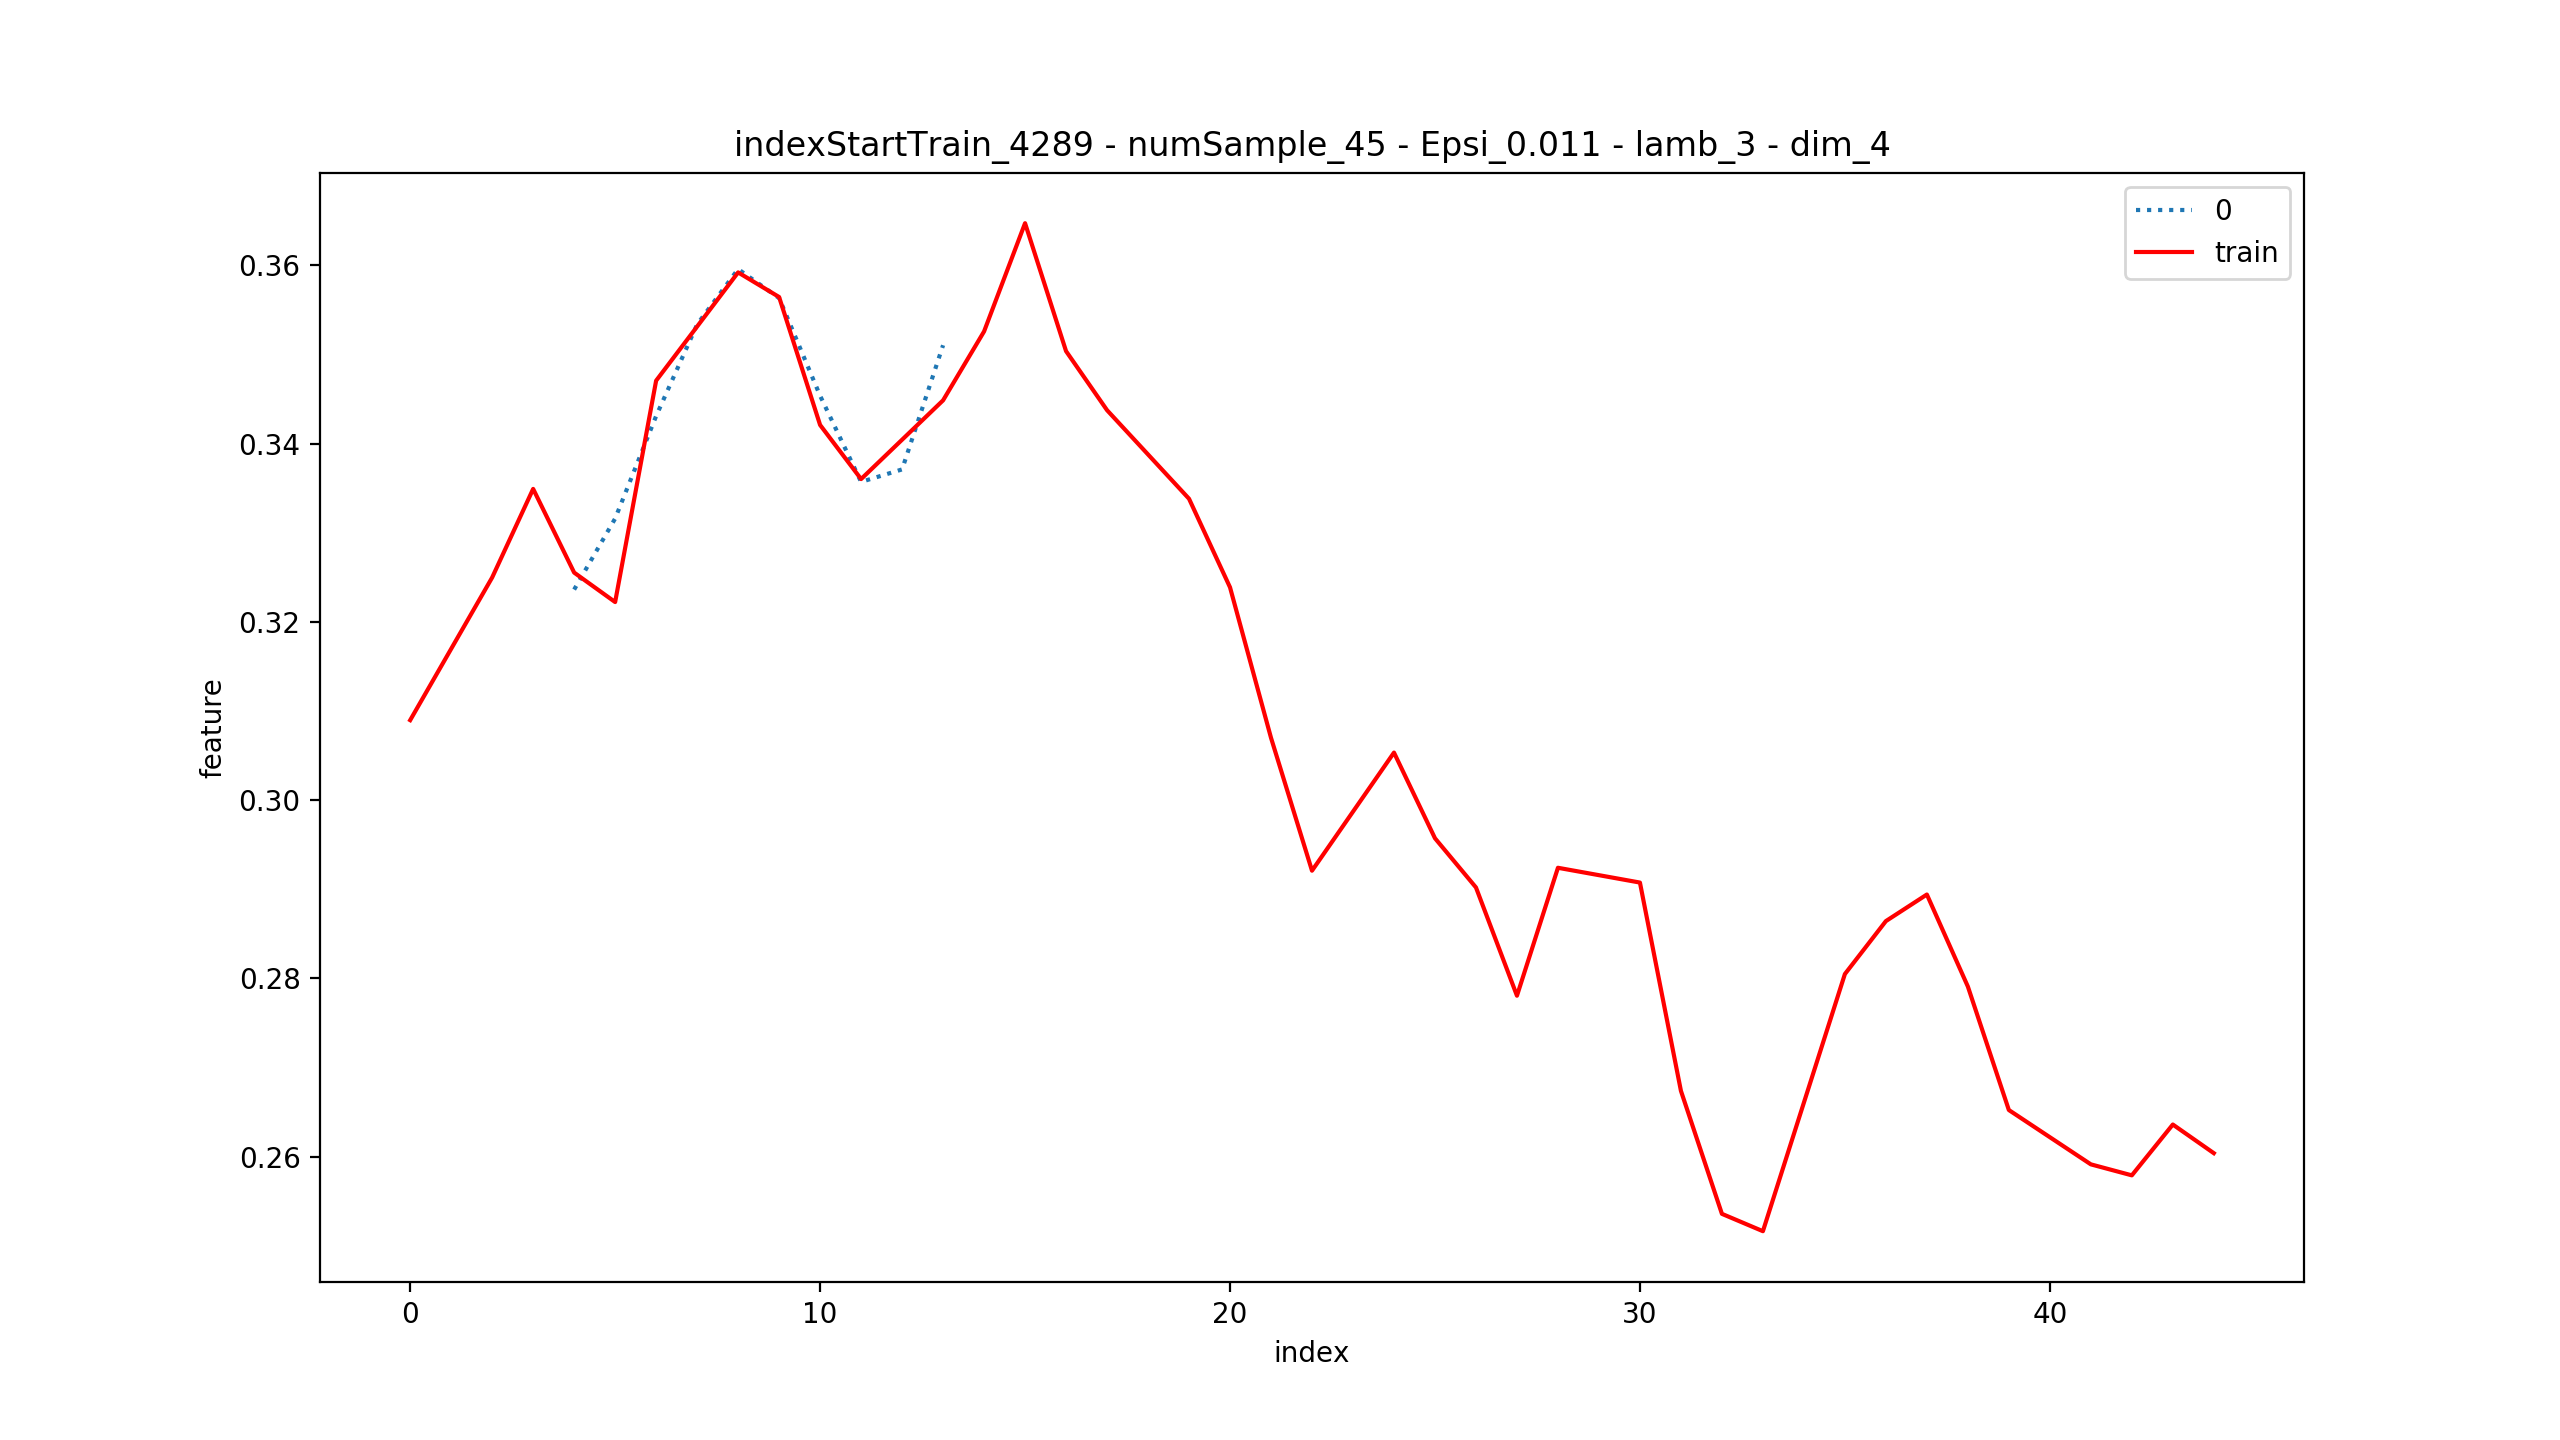 indexStartTrain_4289 - numSample_45 - Epsi_0.011 - lamb_3 - dim_4
0
train
0.36
0.34
0.32
0.30
0.28
0.26
feature
0 10 20 30 40
index